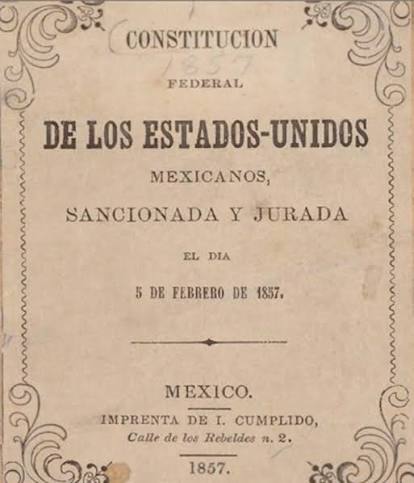 CONSTITUCION
1857
FEDERAL
DE LOS ESTADOS-UNIDOS
MEXICANOS,
SANCIONADA Y JURADA
EL DIA
5 DE FEBRERO DE 1857.
MEXICO.
IMPRENTA DE I. CUMPLIDO,
Calle de los Rebeldes n. 2.
1857.